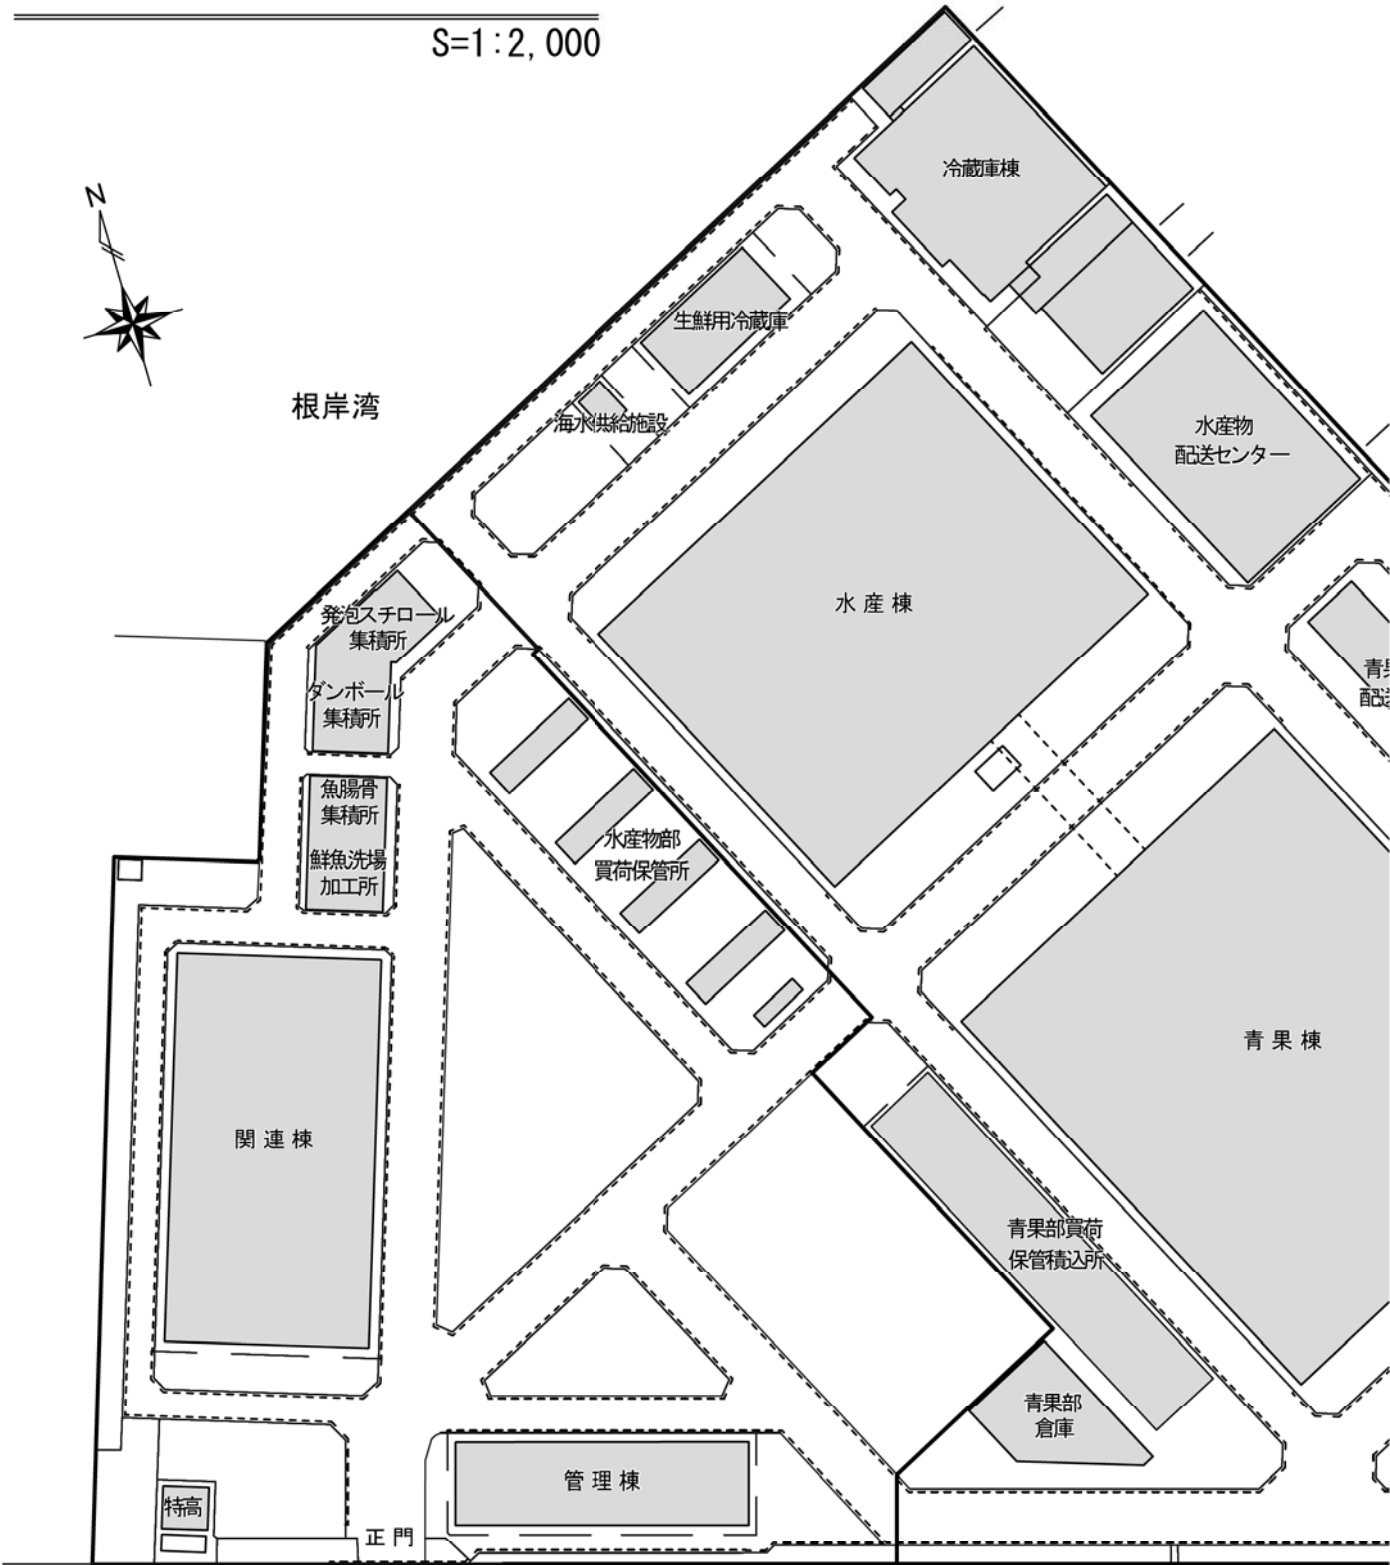 S=1:2,000
N
冷蔵庫棟
生鮮用冷蔵庫
根岸湾
海水供給施設
水産物
配送センター
水産棟
発泡スチロール
集積所
ダンボール
集積所
青果
配送
魚腸骨
集積所
鮮魚洗場
加工所
水産物部
買荷保管所
青果棟
関連棟
青果部買荷
保管積込所
青果部
倉庫
管理棟
特高
正門